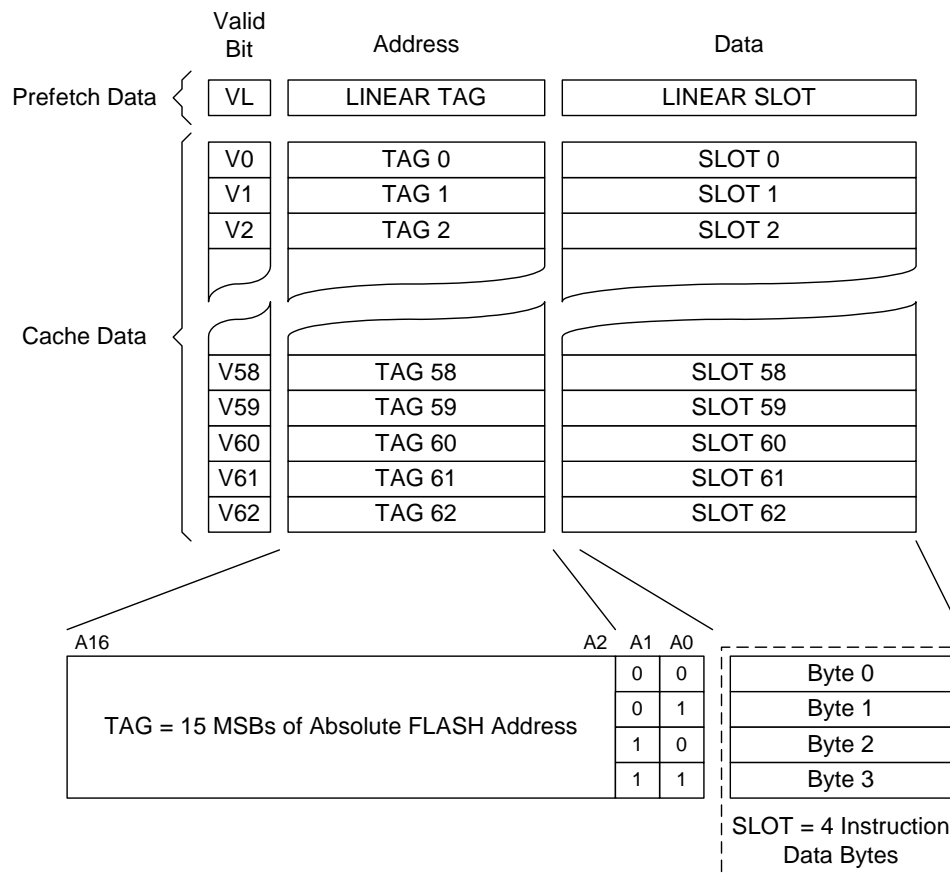 Valid
Bit
Address
Data
Prefetch Data
VL
LINEAR TAG
LINEAR SLOT
Cache Data
V0
TAG 0
SLOT 0
V1
TAG 1
SLOT 1
V2
TAG 2
SLOT 2
V58
TAG 58
SLOT 58
V59
TAG 59
SLOT 59
V60
TAG 60
SLOT 60
V61
TAG 61
SLOT 61
V62
TAG 62
SLOT 62
A16
A2
A1
A0
TAG = 15 MSBs of Absolute FLASH Address
0
0
Byte 0
0
1
Byte 1
1
0
Byte 2
1
1
Byte 3
SLOT = 4 Instruction
Data Bytes